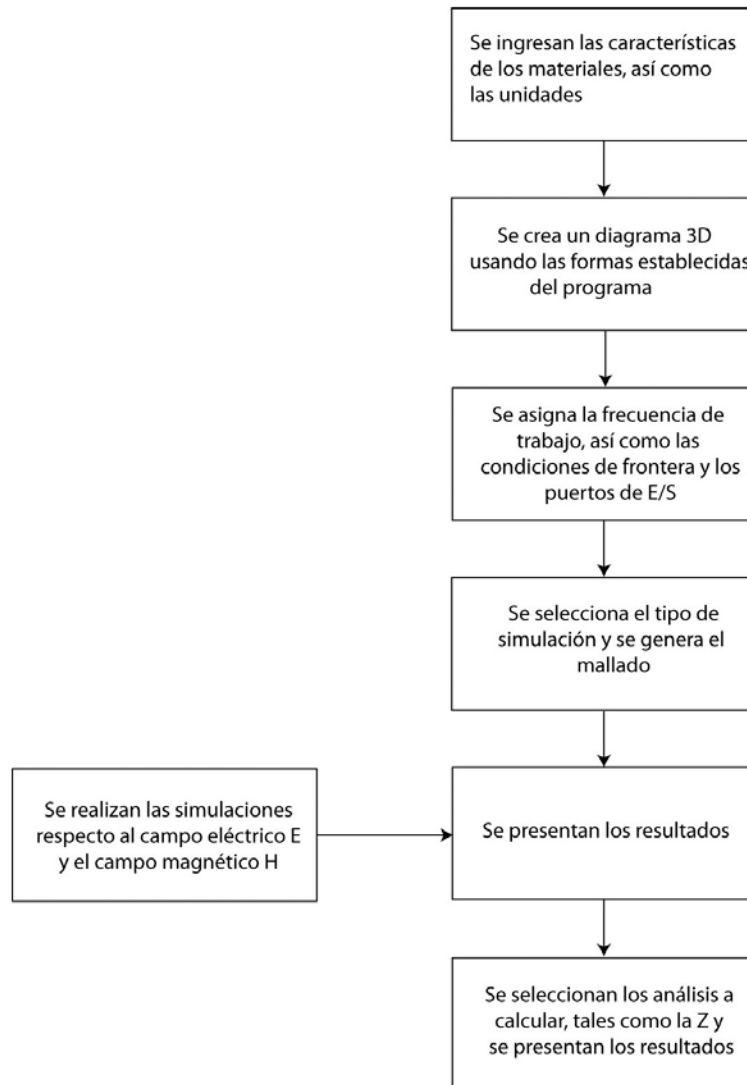 Se ingresan las características
de los materiales, así como
las unidades
Se crea un diagrama 3D
usando las formas establecidas
del programa
Se asigna la frecuencia de
trabajo, así como las
condiciones de frontera y los
puertos de E/S
Se selecciona el tipo de
simulación y se genera el
mallado
Se realizan las simulaciones
respecto al campo eléctrico E
y el campo magnético H
Se presentan los resultados
Se seleccionan los análisis a
calcular, tales como la Z y
se presentan los resultados